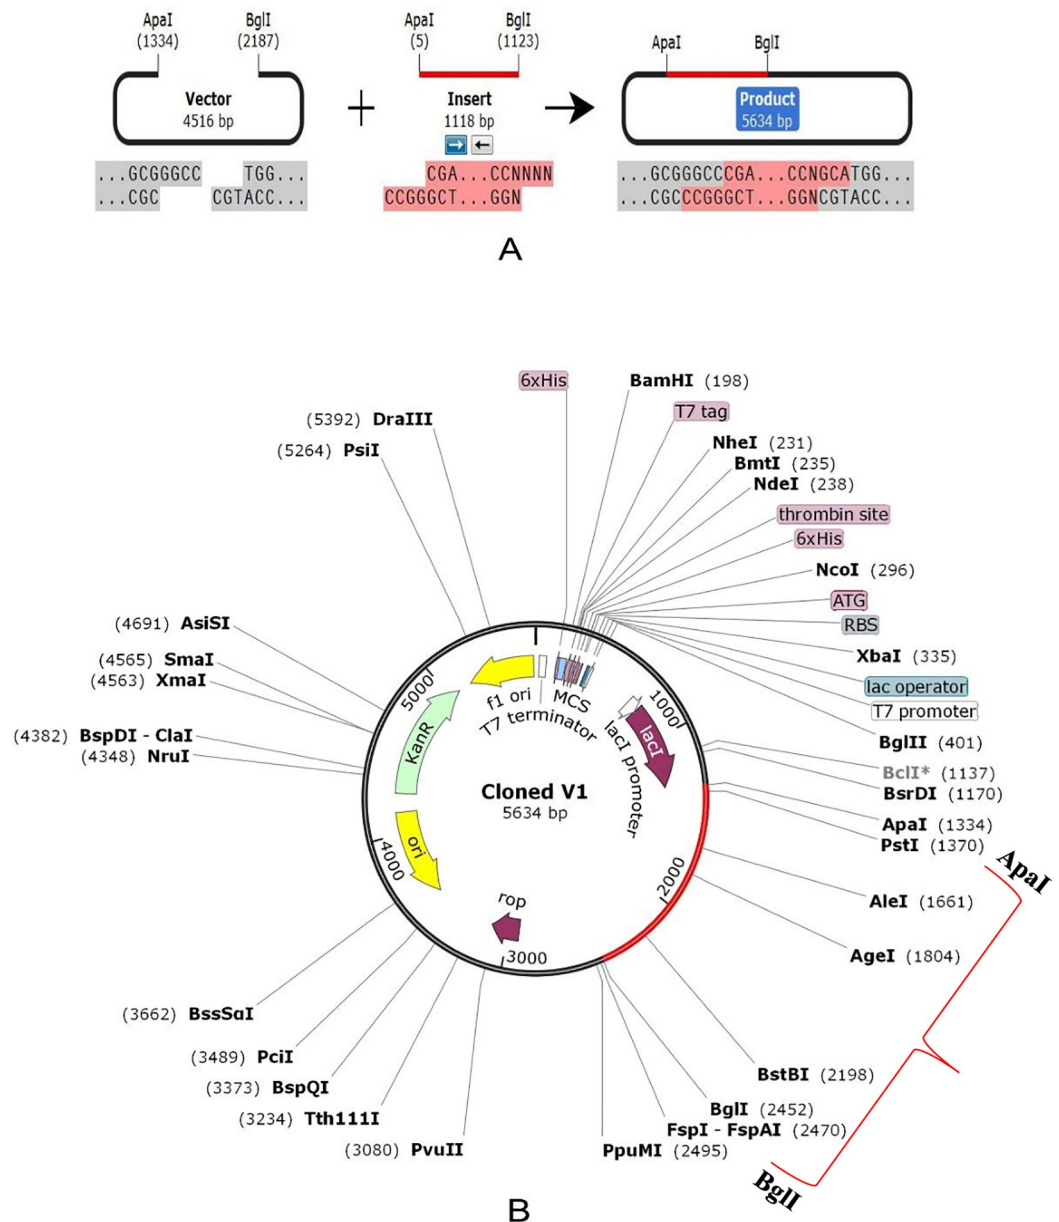 ApaI
(1334)
BglI
(2187)
Vector
4516 bp
...GCGGGCC TGG...
...CGC CGTACC...
+
ApaI
(5)
BglI
(1123)
Insert
1118 bp
CGA...CCNNNN
CCGGGCT...GGN
ApaI
BglI
Product
5634 bp
...GCGGGCCCGA...CCNGCATGG...
...CGCCCGGGCT...GGNCGTACC...
A
6xHis
BamHI (198)
T7 tag
NheI (231)
BmtI (235)
NdeI (238)
thrombin site
6xHis
NcoI (296)
ATG
RBS
XbaI (335)
lac operator
T7 promoter
BglII (401)
BclI* (1137)
BsrDI (1170)
ApaI (1334)
PstI (1370)
AleI (1661)
AgeI (1804)
BstBI (2198)
BglI (2452)
FspI - FspAI (2470)
PpuMI (2495)
(3080) PvuII
(3234) Tth111I
(3373) BspQI
(3489) PciI
(3662) BssSαI
(4348) NruI
(4382) BspDI - ClaI
(4563) XmaI
(4565) SmaI
(4691) AsiSI
(5264) PsiI
(5392) DraIII
f1 ori
T7 terminator
MCS
lacI promoter
lacI
1000
2000
3000
4000
5000
KanR
ori
rop
Cloned V1
5634 bp
ApaI
BglI
B